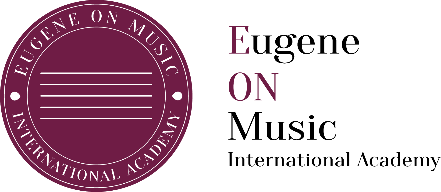 EUGENE ON MUSIC
INTERNATIONAL ACADEMY
Eugene
ON
Music
International Academy